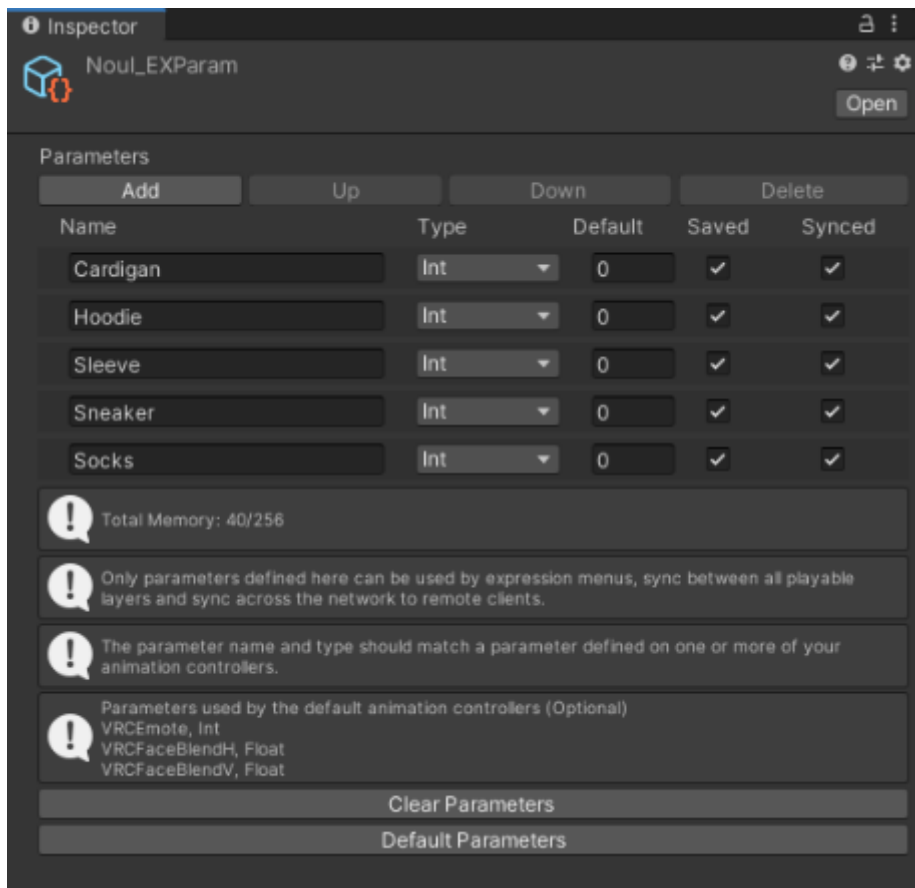 Inspector
Noul_EXParam
Open
Parameters
Add Up Down Delete
Name Type Default Saved Synced
Cardigan Int 0
Hoodie Int 0
Sleeve Int 0
Sneaker Int 0
Socks Int 0
Total Memory: 40/256
Only parameters defined here can be used by expression menus, sync between all playable
layers and sync across the network to remote clients.
The parameter name and type should match a parameter defined on one or more of your
animation controllers.
Parameters used by the default animation controllers (Optional)
VRCEmote, Int
VRCFaceBlendH, Float
VRCFaceBlendV, Float
Clear Parameters
Default Parameters